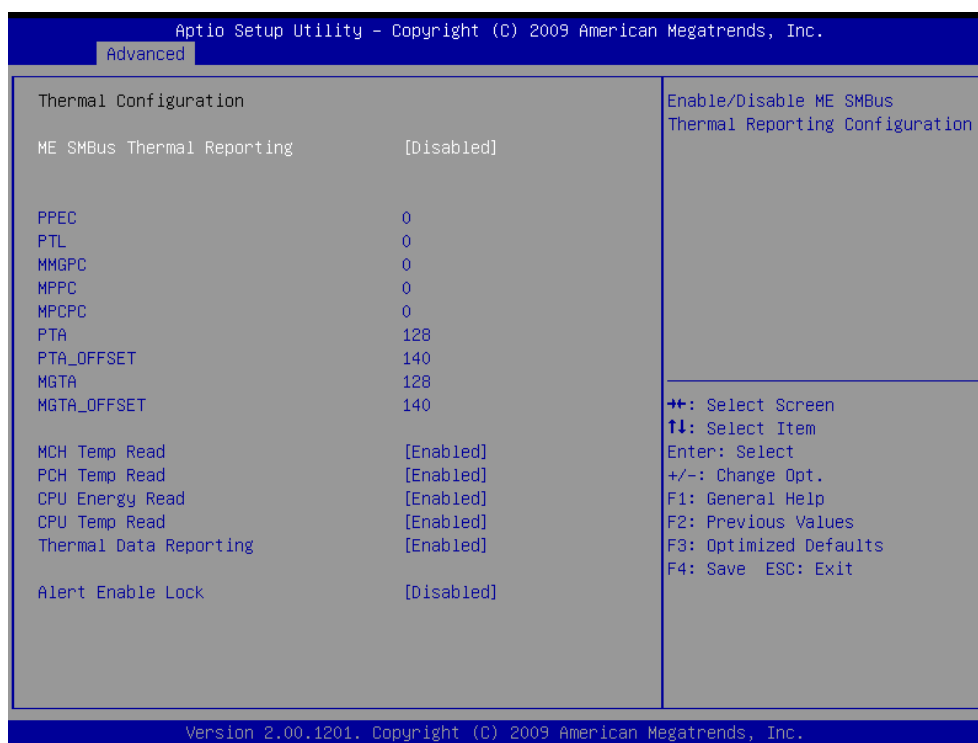 Aptio Setup Utility – Copyright (C) 2009 American Megatrends, Inc.
Advanced
Thermal Configuration
ME SMBus Thermal Reporting [Disabled]
PPEC 0
PTL 0
MMGPC 0
MPPC 0
MPCPC 0
PTA 128
PTA_OFFSET 140
MGTA 128
MGTA_OFFSET 140
MCH Temp Read [Enabled]
PCH Temp Read [Enabled]
CPU Energy Read [Enabled]
CPU Temp Read [Enabled]
Thermal Data Reporting [Enabled]
Alert Enable Lock [Disabled]
Enable/Disable ME SMBus
Thermal Reporting Configuration
→←: Select Screen
↑↓: Select Item
Enter: Select
+/-: Change Opt.
F1: General Help
F2: Previous Values
F3: Optimized Defaults
F4: Save ESC: Exit
Version 2.00.1201. Copyright (C) 2009 American Megatrends, Inc.